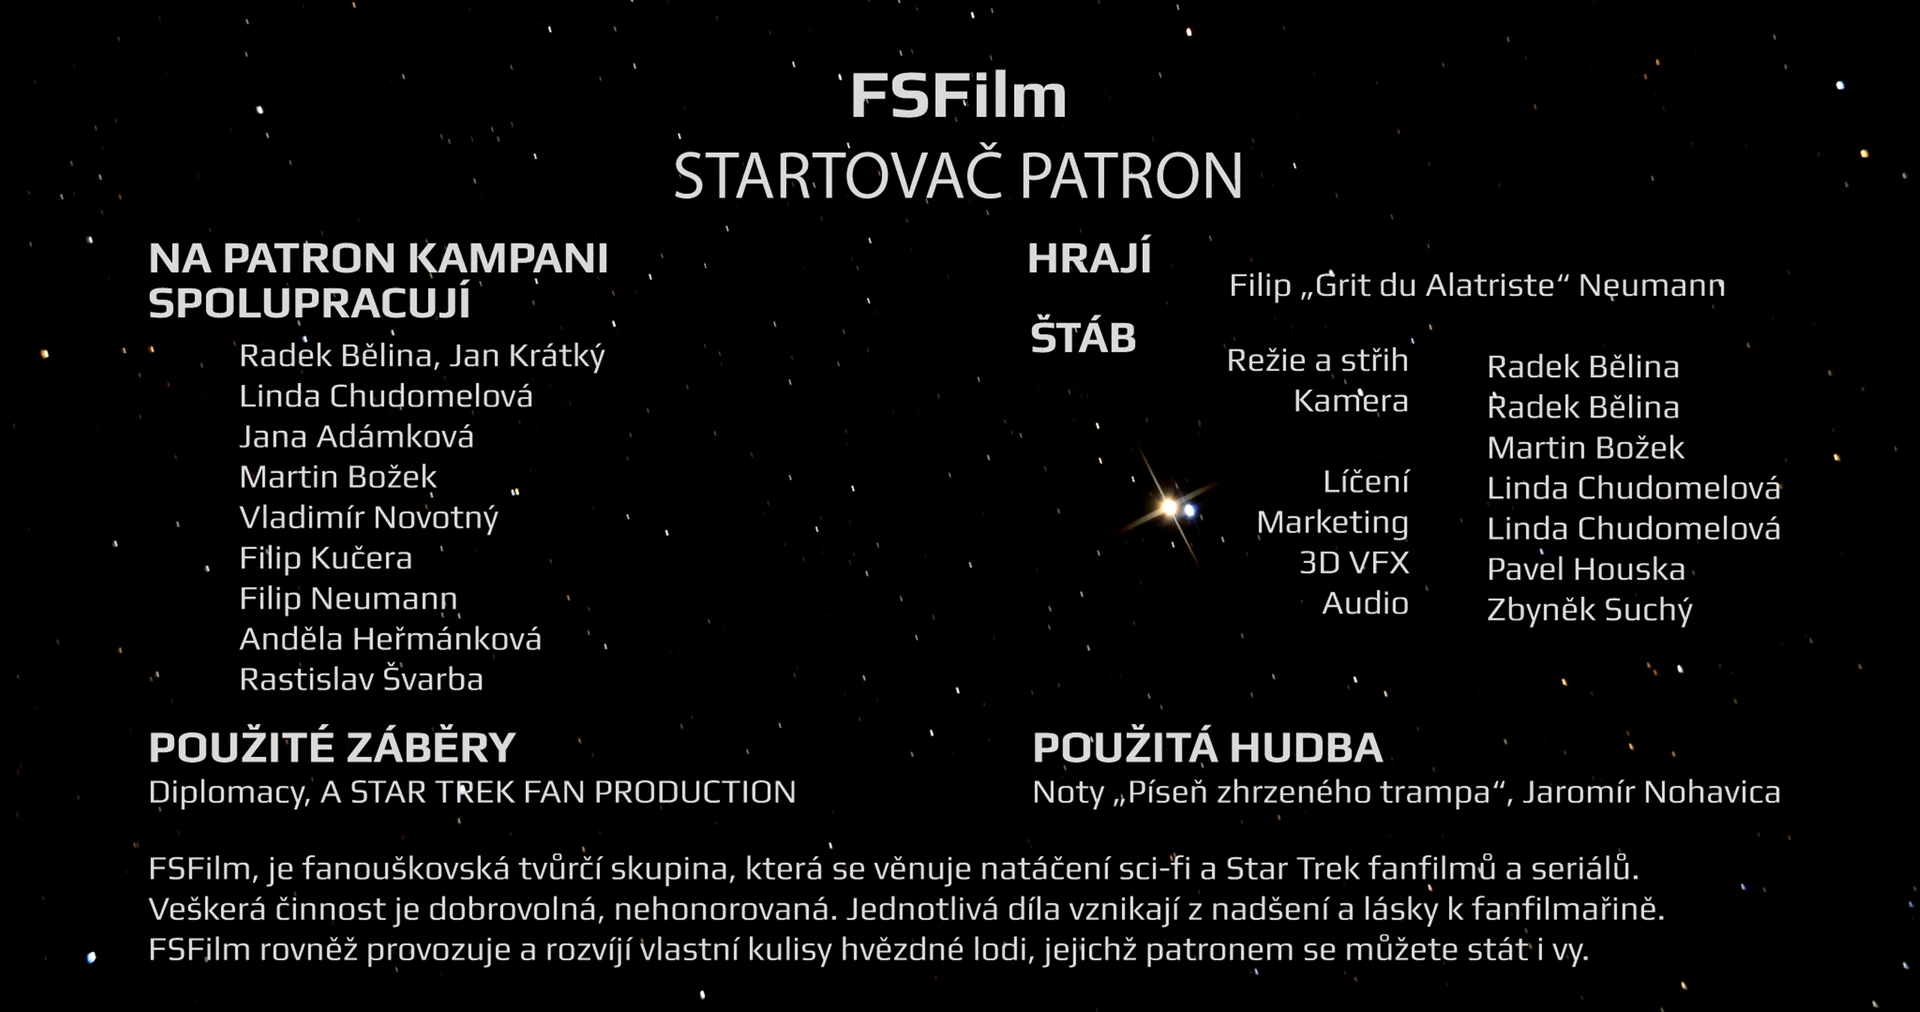 FSFilm
STARTOVAČ PATRON
NA PATRON KAMPANI
SPOLUPRACUJÍ
Radek Bělina, Jan Krátký
Linda Chudomelová
Jana Adámková
Martin Božek
Vladimír Novotný
Filip Kučera
Filip Neumann
Anděla Heřmánková
Rastislav Švarba
HRAJÍ
Filip „Grit du Alatriste“ Neumann
ŠTÁB
Režie a střih Radek Bělina
Kamera Radek Bělina
Martin Božek
Líčení Linda Chudomelová
Marketing Linda Chudomelová
3D VFX Pavel Houska
Audio Zbyněk Suchý
POUŽITÉ ZÁBĚRY
Diplomacy, A STAR TREK FAN PRODUCTION
POUŽITÁ HUDBA
Noty „Píseň zhrzeného trampa“, Jaromír Nohavica
FSFilm, je fanouškovská tvůrčí skupina, která se věnuje natáčení sci-fi a Star Trek fanfilmů a seriálů.
Veškerá činnost je dobrovolná, nehonorovaná. Jednotlivá díla vznikají z nadšení a lásky k fanfilmařině.
FSFilm rovněž provozuje a rozvíjí vlastní kulisy hvězdné lodi, jejichž patronem se můžete stát i vy.